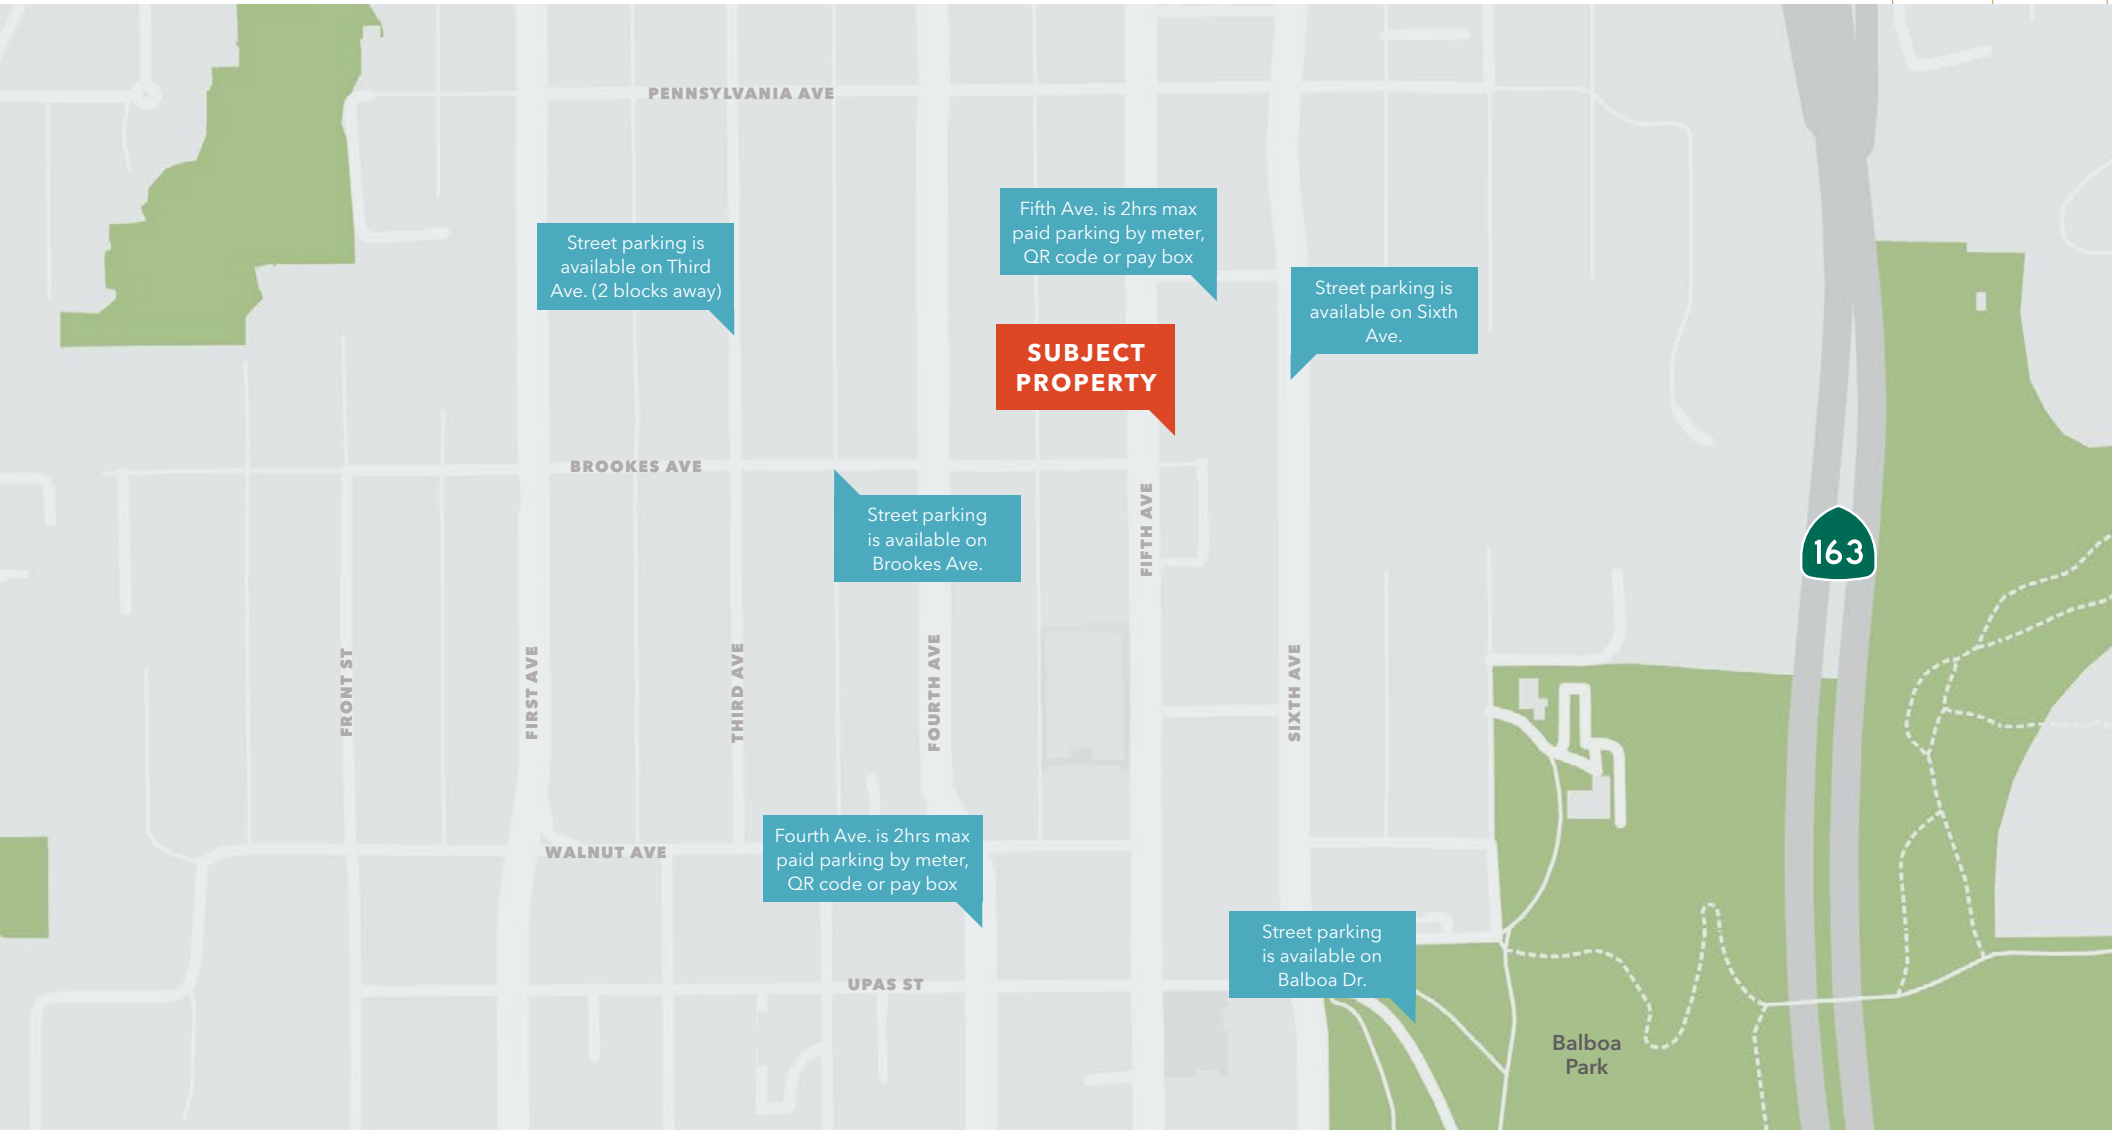 PENNSYLVANIA AVE
Fifth Ave. is 2hrs max
paid parking by meter,
QR code or pay box
Street parking is
available on Third
Ave. (2 blocks away)
Street parking is
available on Sixth
Ave.
SUBJECT
PROPERTY
BROOKES AVE
Street parking
is available on
Brookes Ave.
FIFTH AVE
163
FRONT ST
FIRST AVE
THIRD AVE
FOURTH AVE
SIXTH AVE
WALNUT AVE
Fourth Ave. is 2hrs max
paid parking by meter,
QR code or pay box
Street parking
is available on
Balboa Dr.
UPAS ST
Balboa
Park